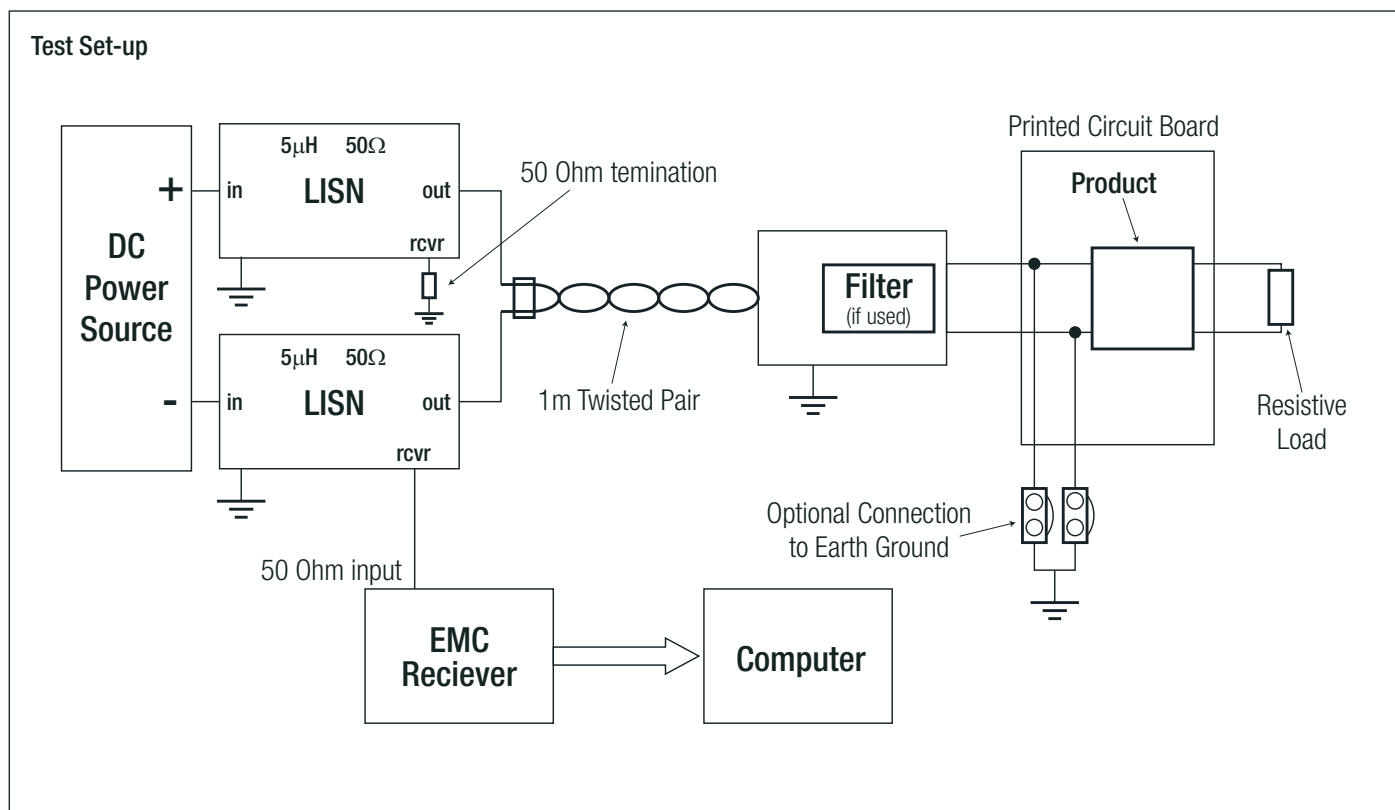 Test Set-up
DC
Power
Source
+
-
5µH 50Ω
LISN
in
out
rcvr
50 Ohm temination
5µH 50Ω
LISN
in
out
rcvr
1m Twisted Pair
Filter
(if used)
Printed Circuit Board
Product
Resistive
Load
Optional Connection
to Earth Ground
50 Ohm input
EMC
Reciever
Computer